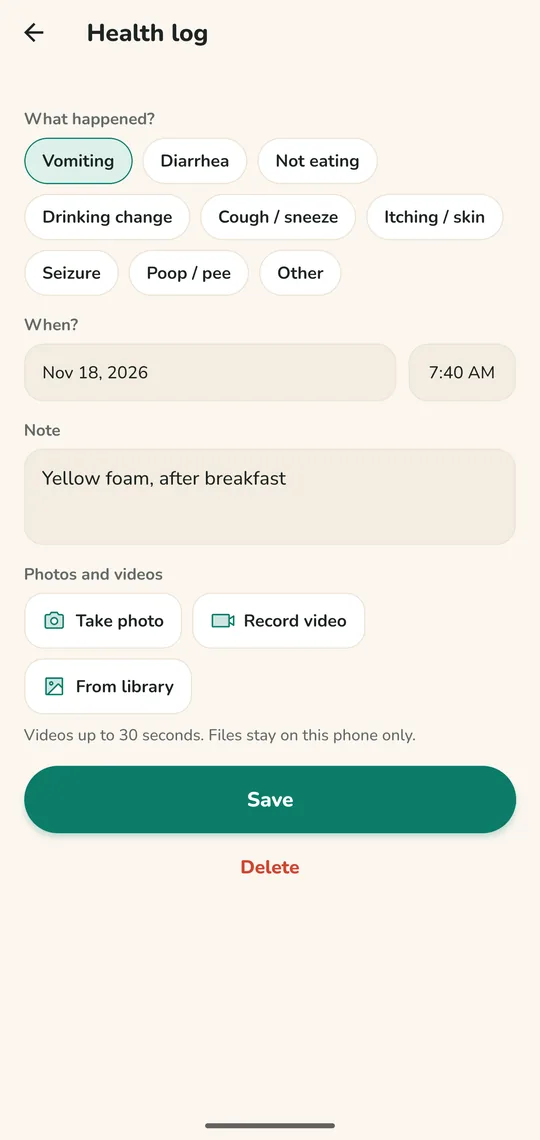 Health log
What happened?
Vomiting Diarrhea Not eating
Drinking change Cough / sneeze Itching / skin
Seizure Poop / pee Other
When?
Nov 18, 2026 7:40 AM
Note
Yellow foam, after breakfast
Photos and videos
Take photo Record video
From library
Videos up to 30 seconds. Files stay on this phone only.
Save
Delete